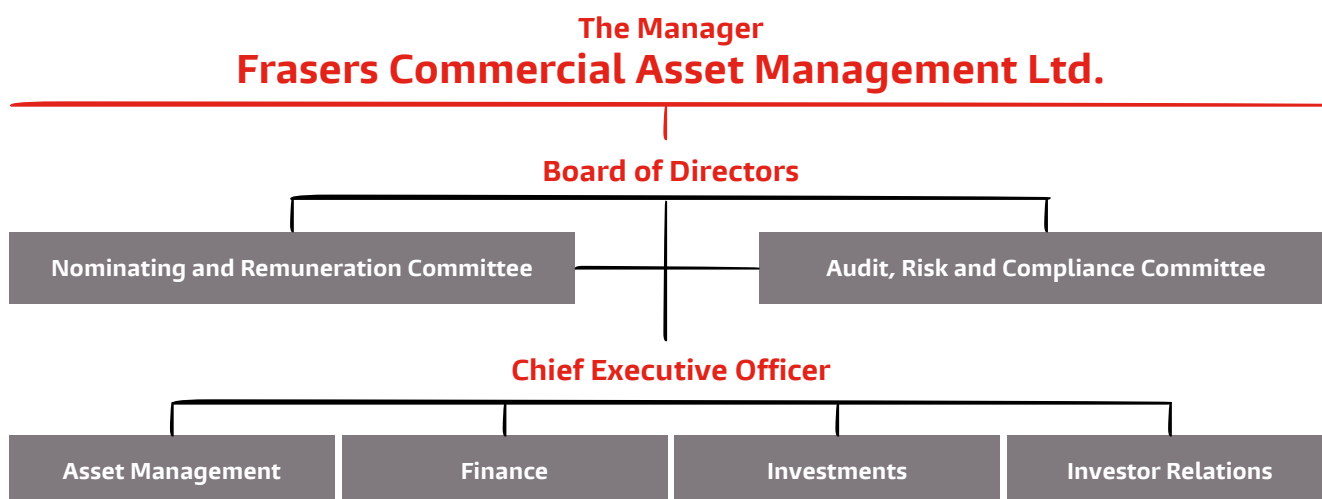 The Manager
Frasers Commercial Asset Management Ltd.
Board of Directors
Nominating and Remuneration Committee
Audit, Risk and Compliance Committee
Chief Executive Officer
Asset Management
Finance
Investments
Investor Relations